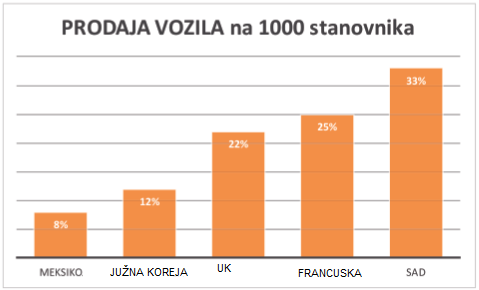 PRODAJA VOZILA na 1000 stanovnika
33%
25%
22%
12%
8%
MEKSIKO JUŽNA KOREJA UK FRANCUSKA SAD